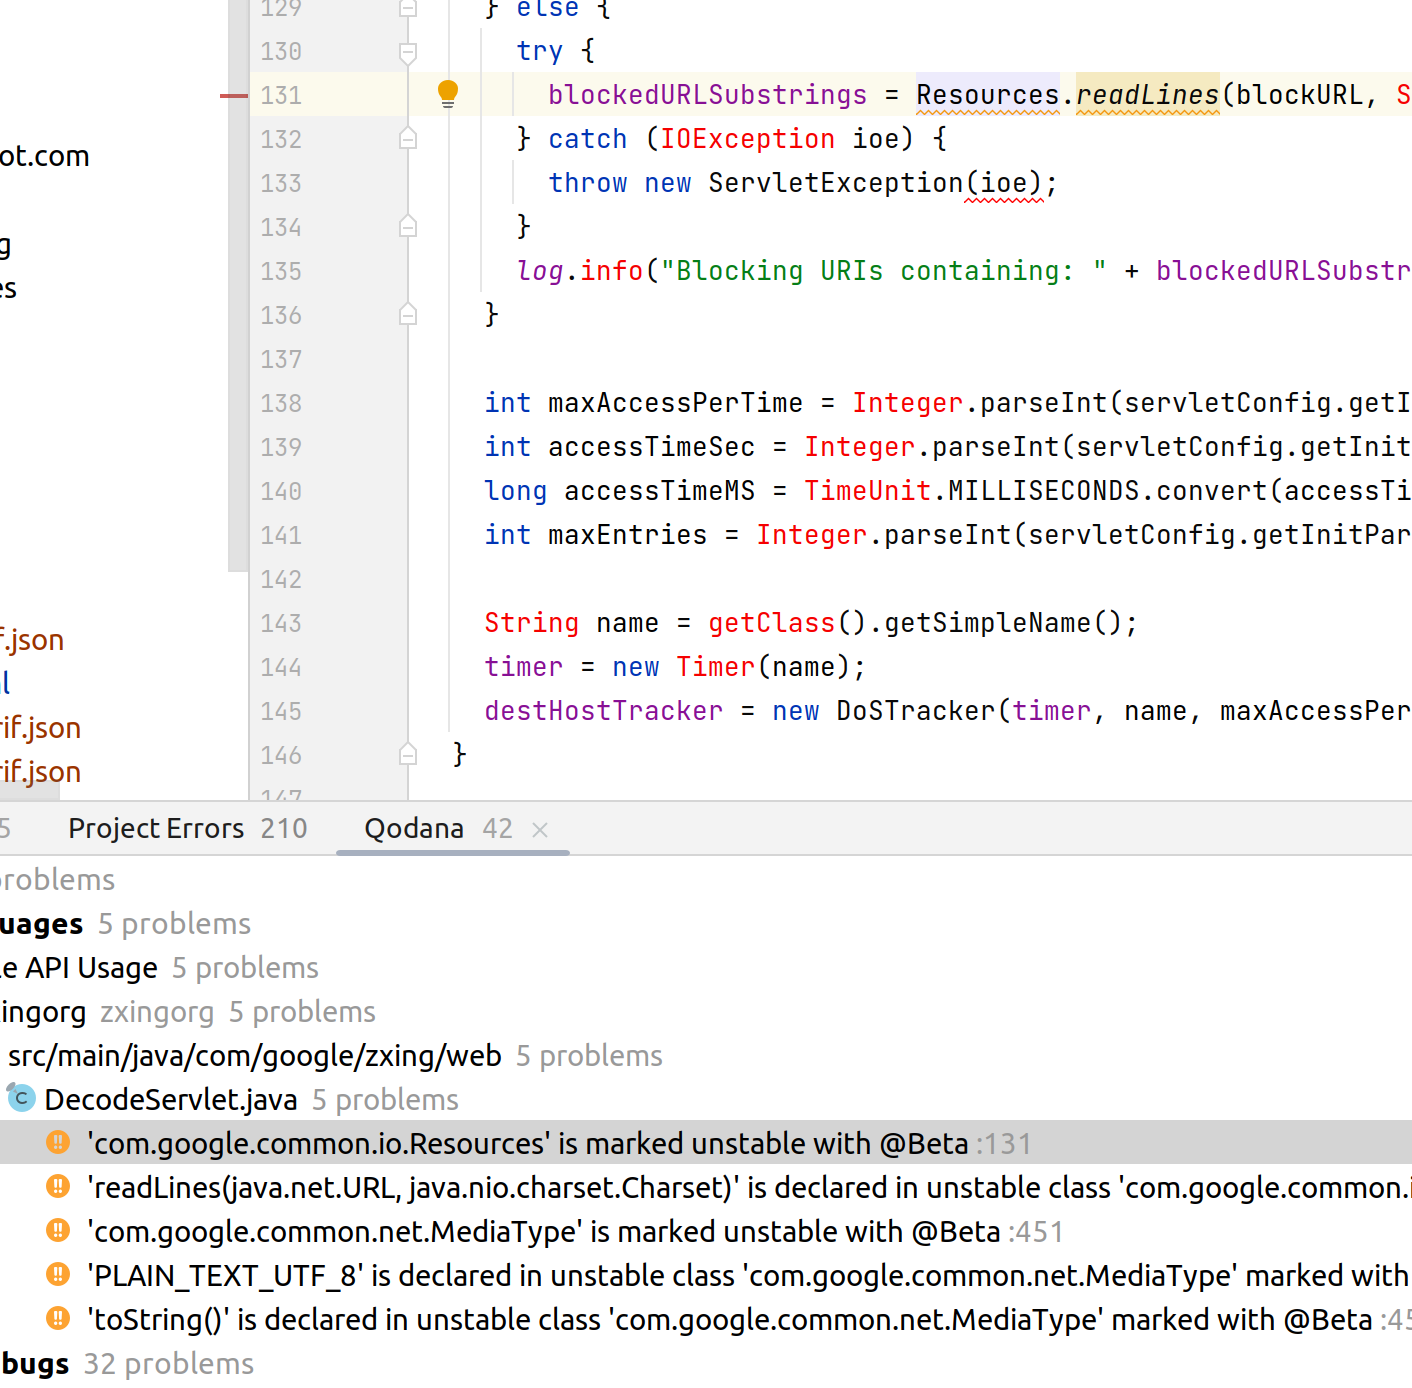 129 } else {
130 try {
131 blockedURLSubstrings = Resources.readLines(blockURL, S
ot.com
132 } catch (IOException ioe) {
133 throw new ServletException(ioe);
g
134 }
135 log.info("Blocking URIs containing: " + blockedURLSubstr
es
136 }
137
138 int maxAccessPerTime = Integer.parseInt(servletConfig.getI
139 int accessTimeSec = Integer.parseInt(servletConfig.getInit
140 long accessTimeMS = TimeUnit.MILLISECONDS.convert(accessTi
141 int maxEntries = Integer.parseInt(servletConfig.getInitPar
142
143 String name = getClass().getSimpleName();
f.json
144 timer = new Timer(name);
al
145 destHostTracker = new DoSTracker(timer, name, maxAccessPer
rif.json
146 }
rif.json
147
5 Project Errors 210 Qodana 42
problems
uages 5 problems
le API Usage 5 problems
ingorg zxingorg 5 problems
src/main/java/com/google/zxing/web 5 problems
C DecodeServlet.java 5 problems
'com.google.common.io.Resources' is marked unstable with @Beta :131
'readLines(java.net.URL, java.nio.charset.Charset)' is declared in unstable class 'com.google.common.i
'com.google.common.net.MediaType' is marked unstable with @Beta :451
'PLAIN_TEXT_UTF_8' is declared in unstable class 'com.google.common.net.MediaType' marked with
'toString()' is declared in unstable class 'com.google.common.net.MediaType' marked with @Beta :45
bugs 32 problems